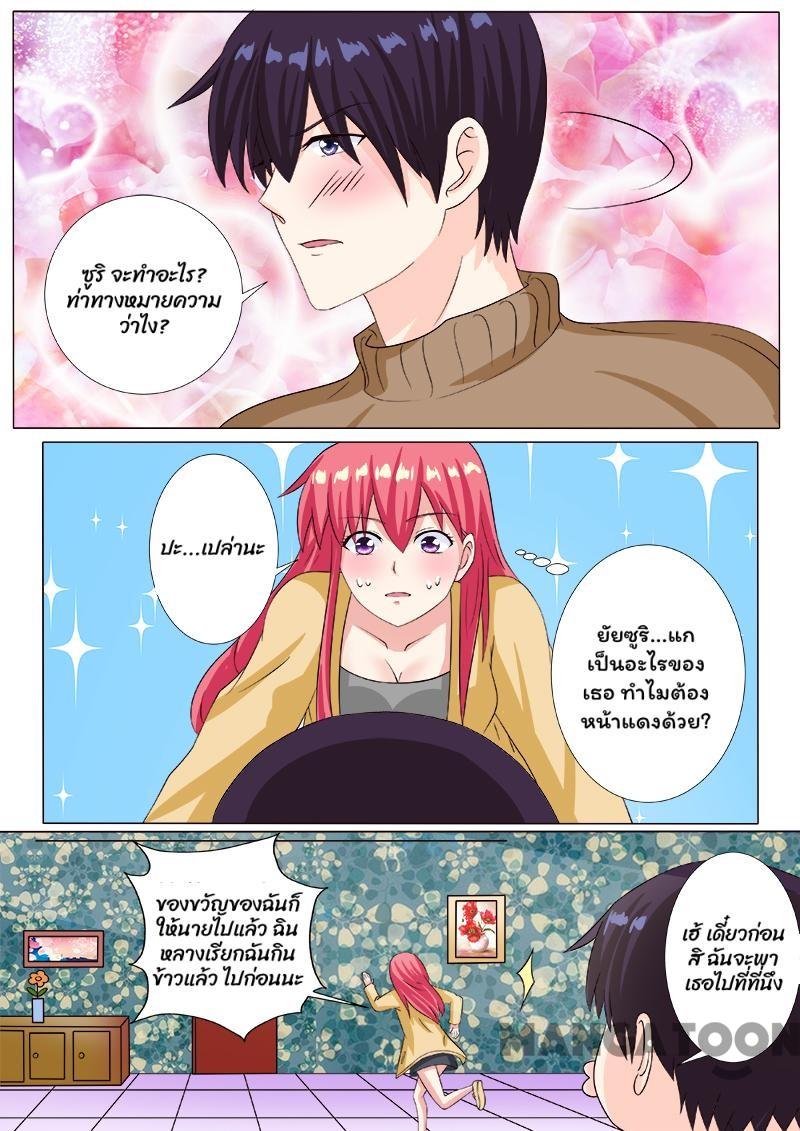 ซูริ จะทำอะไร?
ท่าทางหมายความ
ว่าไง?
ปะ...เปล่านะ
ยัยซูริ...แก
เป็นอะไรของ
เธอ ทำไมต้อง
หน้าแดงด้วย?
ของขวัญของฉันก็
ให้นายไปแล้ว ฉิน
หลางเรียกฉันกิน
ข้าวแล้ว ไปก่อนนะ
เฮ้ เดี๋ยวก่อน
สิ ฉันจะพา
เธอไปที่ที่นึง
MANGA TOON